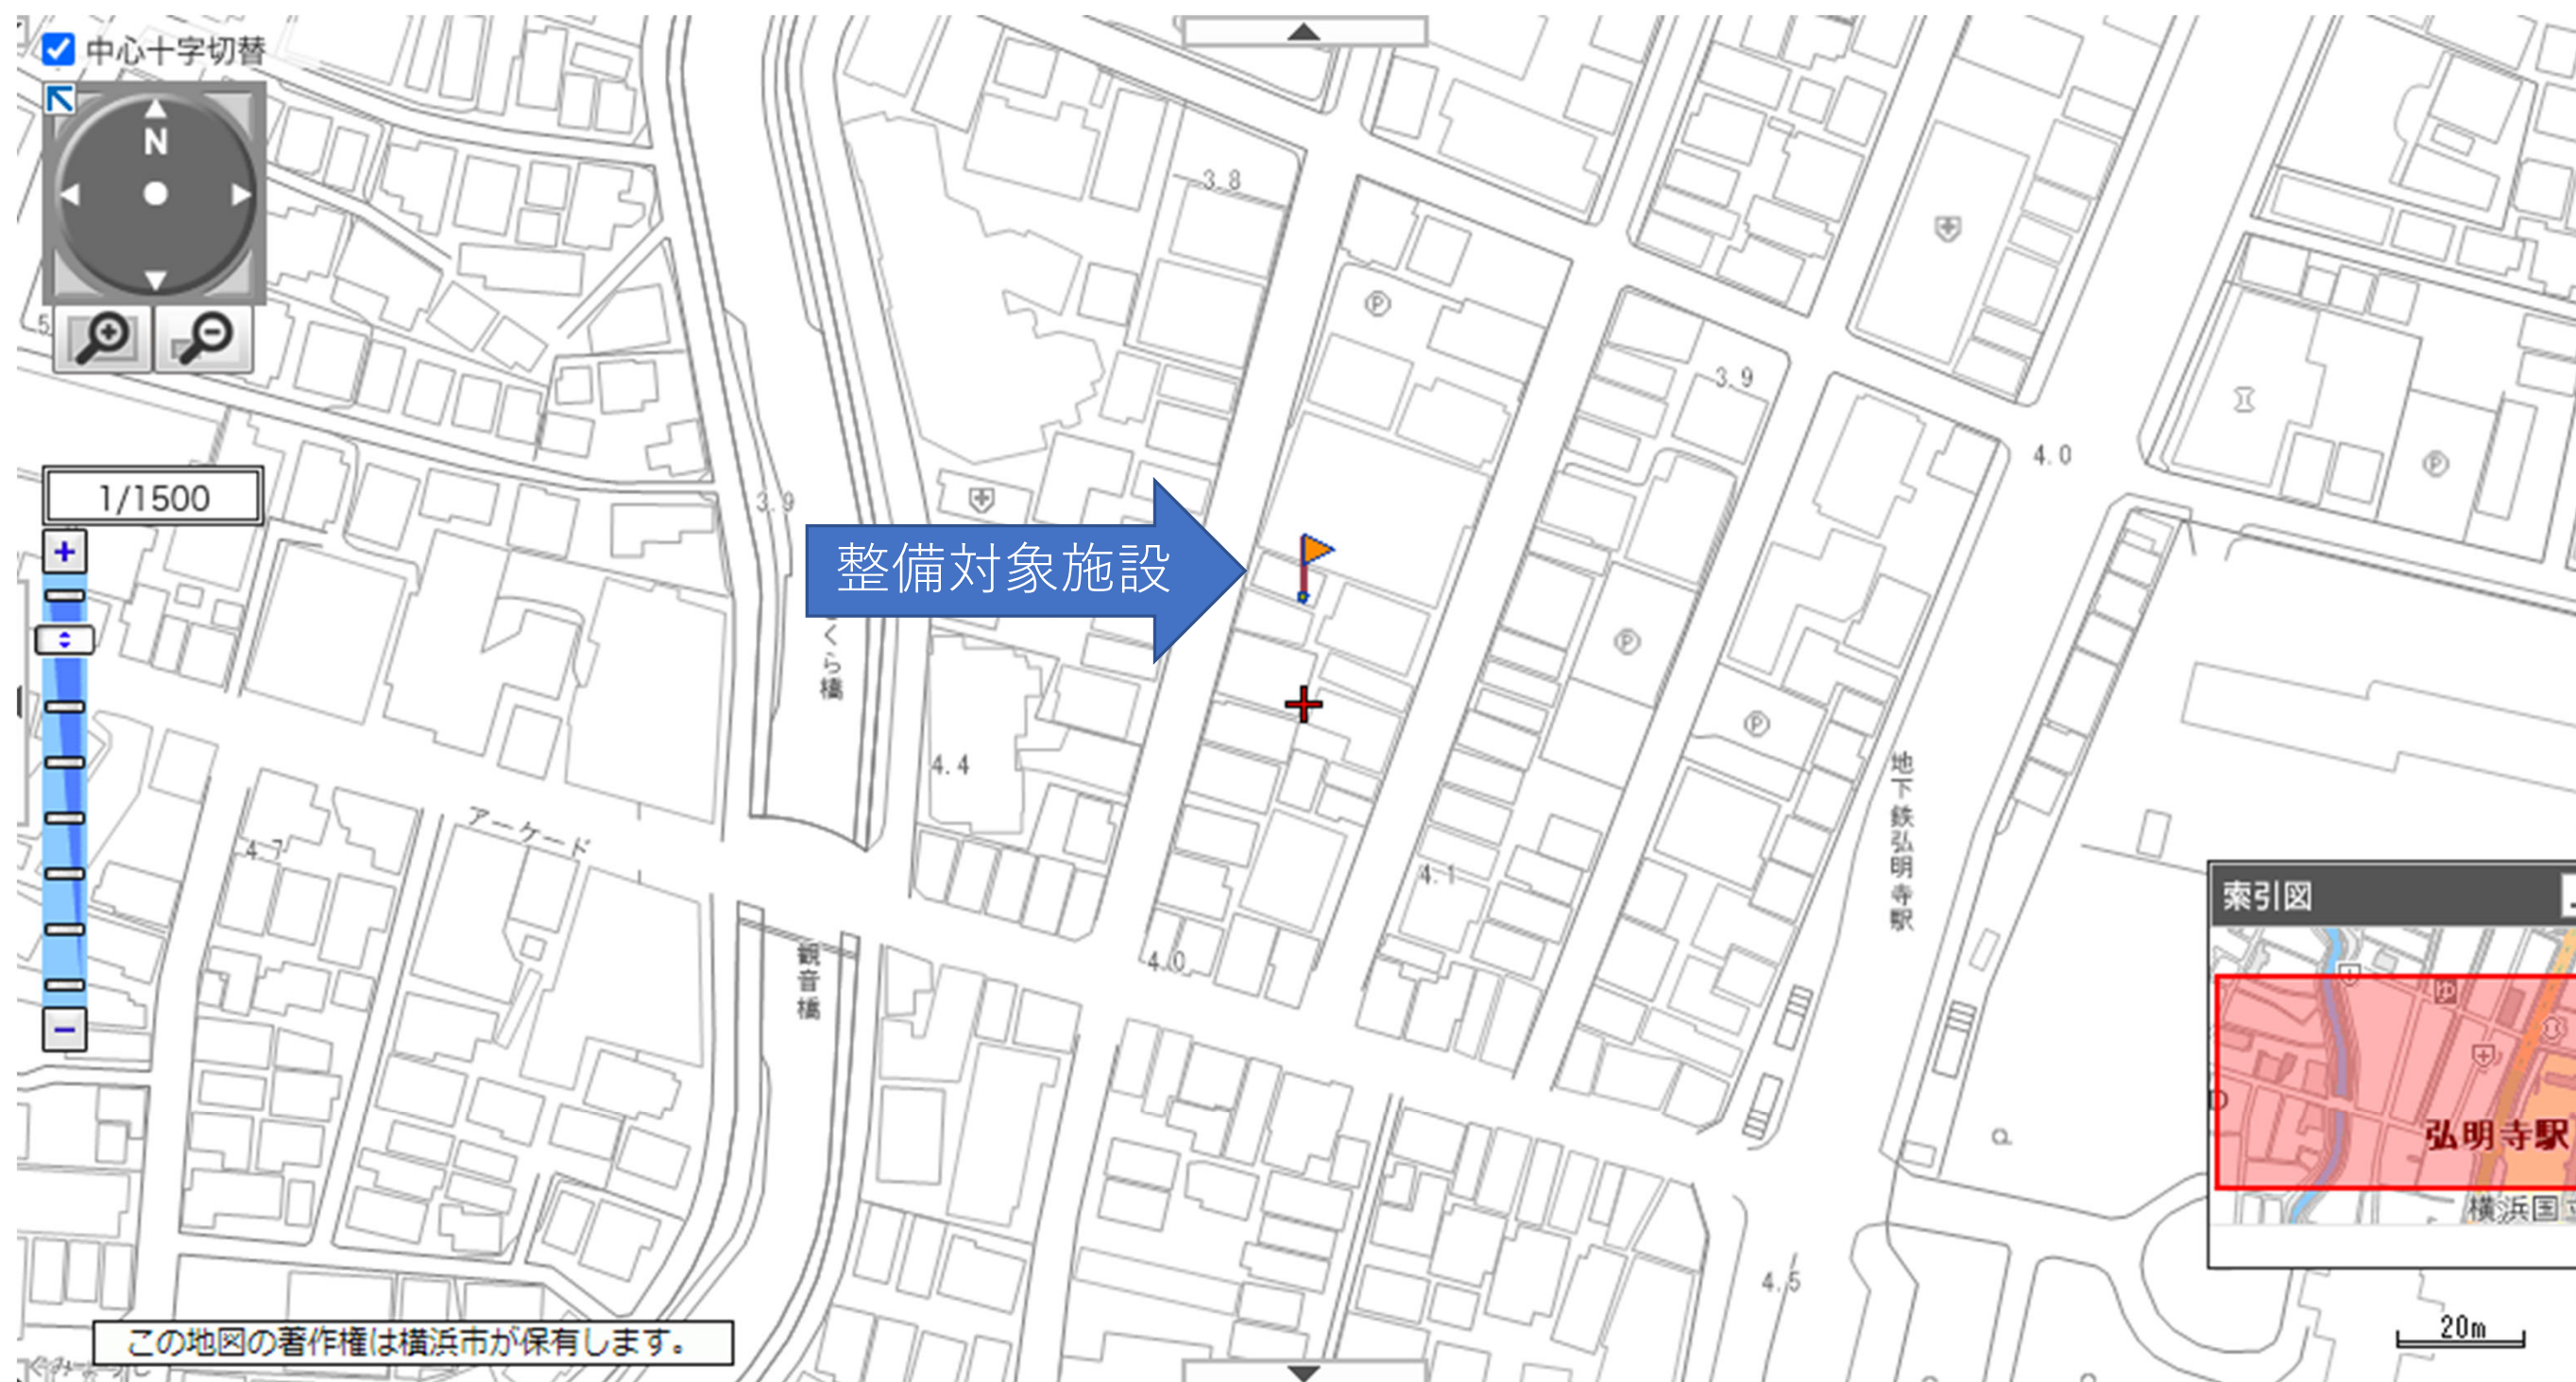 中心十字切替
N
3.8
5
3.9
4.0
1/1500
3.9
整備対象施設
くら橋
4.4
地下鉄弘明寺駅
アーケード
4.7
4.1
索引図
観音橋
4.0
弘明寺駅
横浜国
4.5
20m
この地図の著作権は横浜市が保有します。